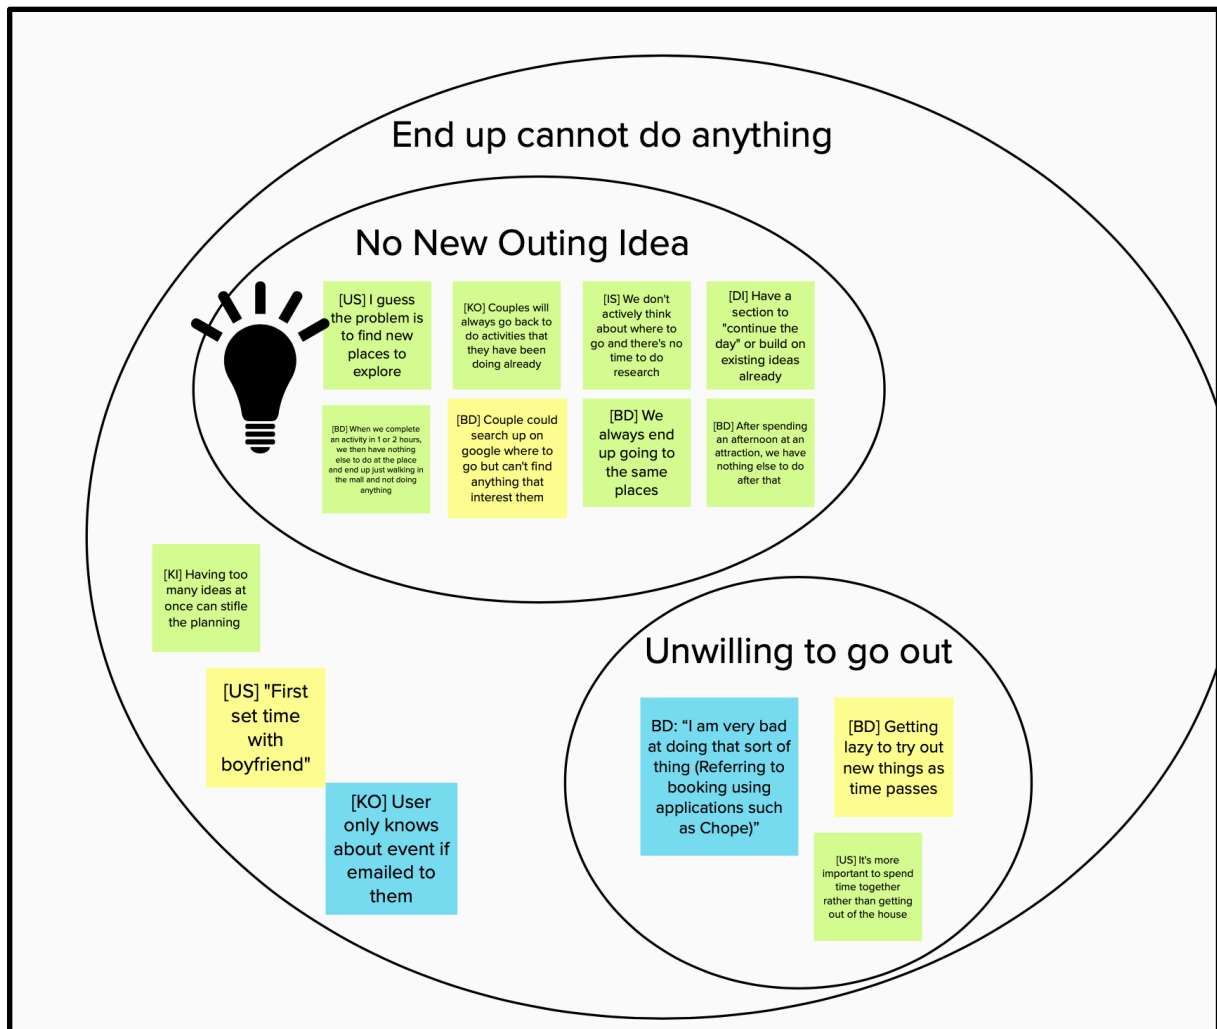 End up cannot do anything
No New Outing Idea
[US] I guess
the problem is
to find new
places to
explore
[KO] Couples will
always go back to
do activities that
they have been
doing already
[IS] We don't
actively think
about where to
go and there's no
time to do
research
[DI] Have a
section to
"continue the
day" or build on
existing ideas
already
[BD] When we complete
an activity in 1 or 2 hours,
we then have nothing
else to do at the place
and end up just walking in
the mall and not doing
anything
[BD] Couple could
search up on
google where to
go but can't find
anything that
interest them
[BD] We
always end
up going to
the same
places
[BD] After spending
an afternoon at an
attraction, we have
nothing else to do
after that
[KI] Having too
many ideas at
once can stifle
the planning
[US] "First
set time
with
boyfriend"
[KO] User
only knows
about event if
emailed to
them
Unwilling to go out
BD: “I am very bad
at doing that sort of
thing (Referring to
booking using
applications such
as Chope)”
[BD] Getting
lazy to try out
new things as
time passes
[US] It's more
important to spend
time together
rather than getting
out of the house